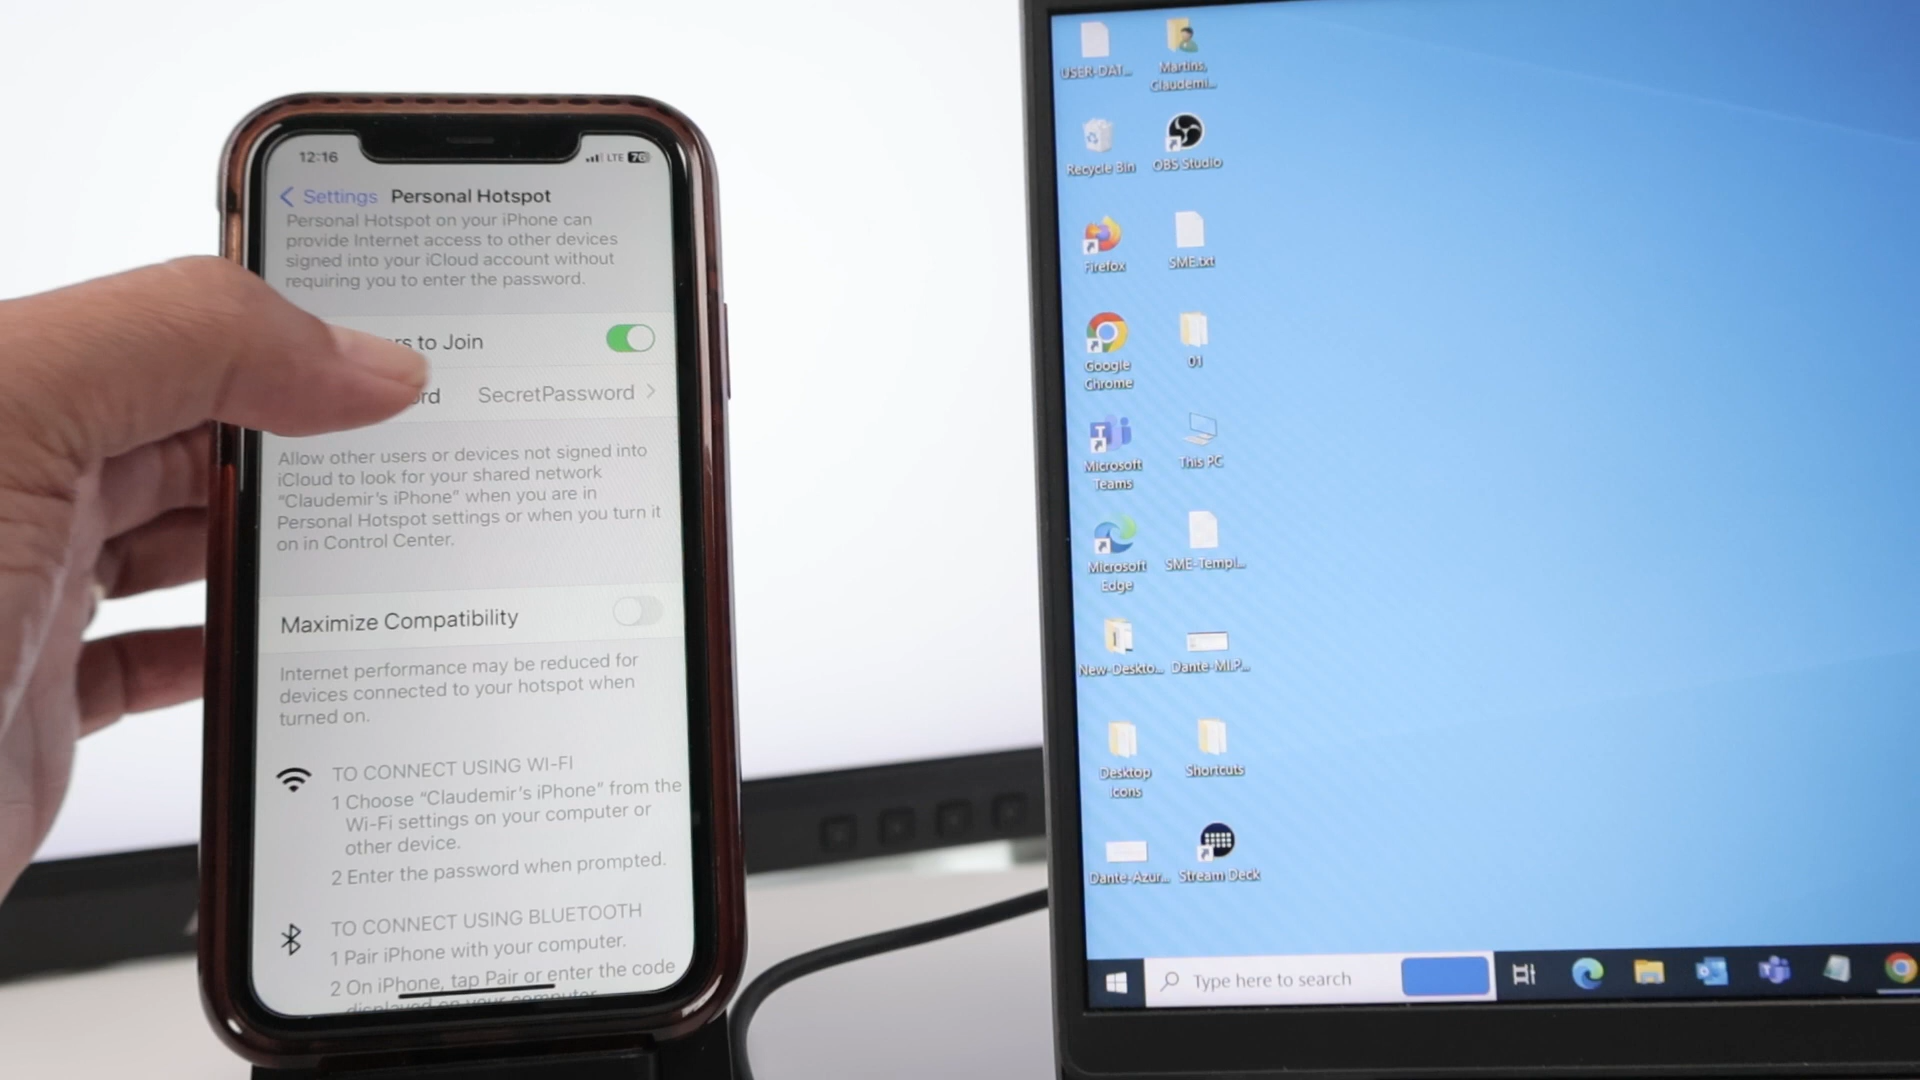 12:16
LTE 76
Settings Personal Hotspot
Personal Hotspot on your iPhone can
provide Internet access to other devices
signed into your iCloud account without
requiring you to enter the password.
to Join
SecretPassword
Allow other users or devices not signed into
iCloud to look for your shared network
“Claudemir’s iPhone” when you are in
Personal Hotspot settings or when you turn it
on in Control Center.
Maximize Compatibility
Internet performance may be reduced for
devices connected to your hotspot when
turned on.
TO CONNECT USING WI-FI
1 Choose “Claudemir’s iPhone” from the
Wi-Fi settings on your computer or
other device.
2 Enter the password when prompted.
TO CONNECT USING BLUETOOTH
1 Pair iPhone with your computer.
2 On iPhone, tap Pair or enter the code
displayed on your computer
USER-DAT...
Martins,
Claudemi...
Recycle Bin
OBS Studio
Firefox
SME.txt
Google
Chrome
01
Microsoft
Teams
This PC
Microsoft
Edge
SME-Templ...
New-Deskto...
Dante-MI.P...
Desktop
Icons
Shortcuts
Dante-Azur...
Stream Deck
Type here to search